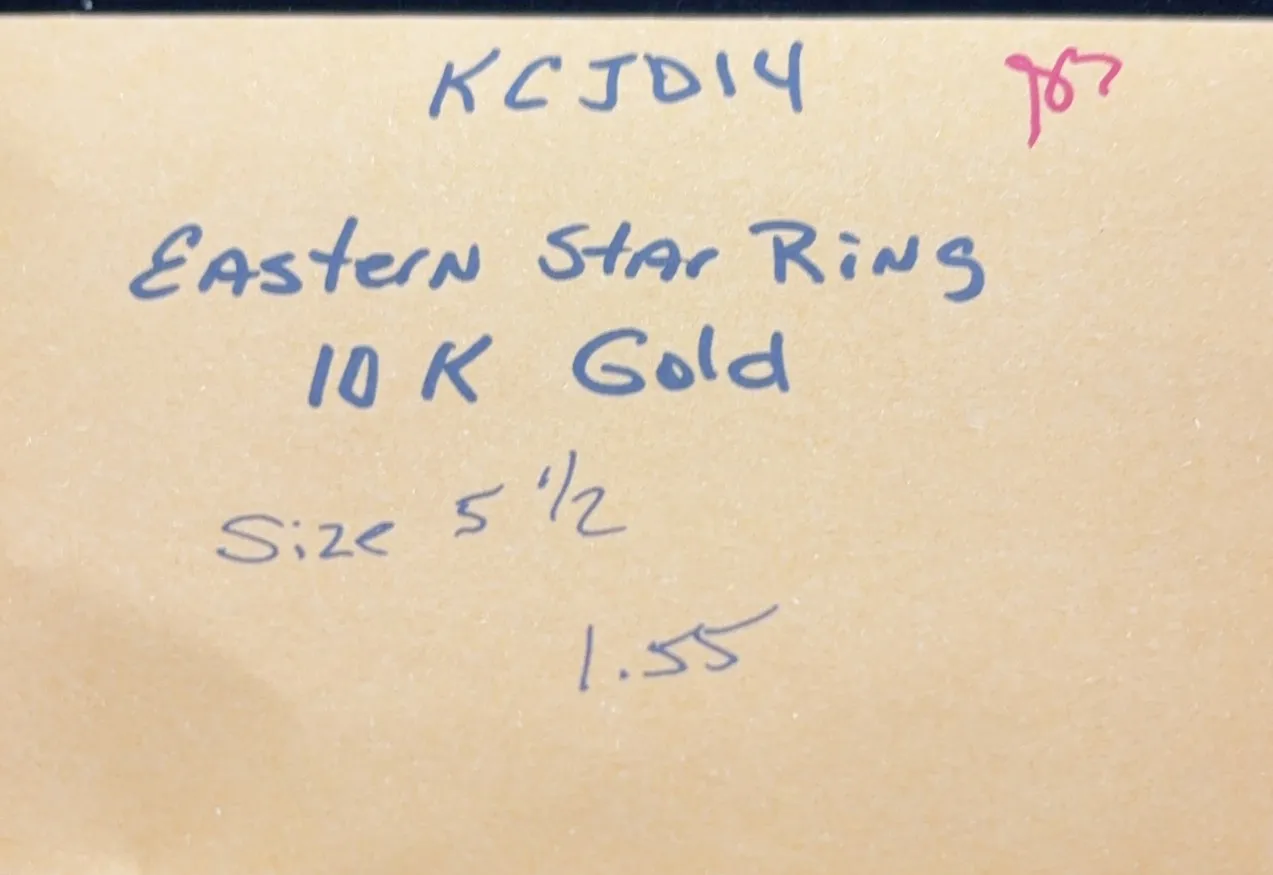 KCJD14
Eastern Star Ring
10 K Gold
Size 5 1/2
1.55